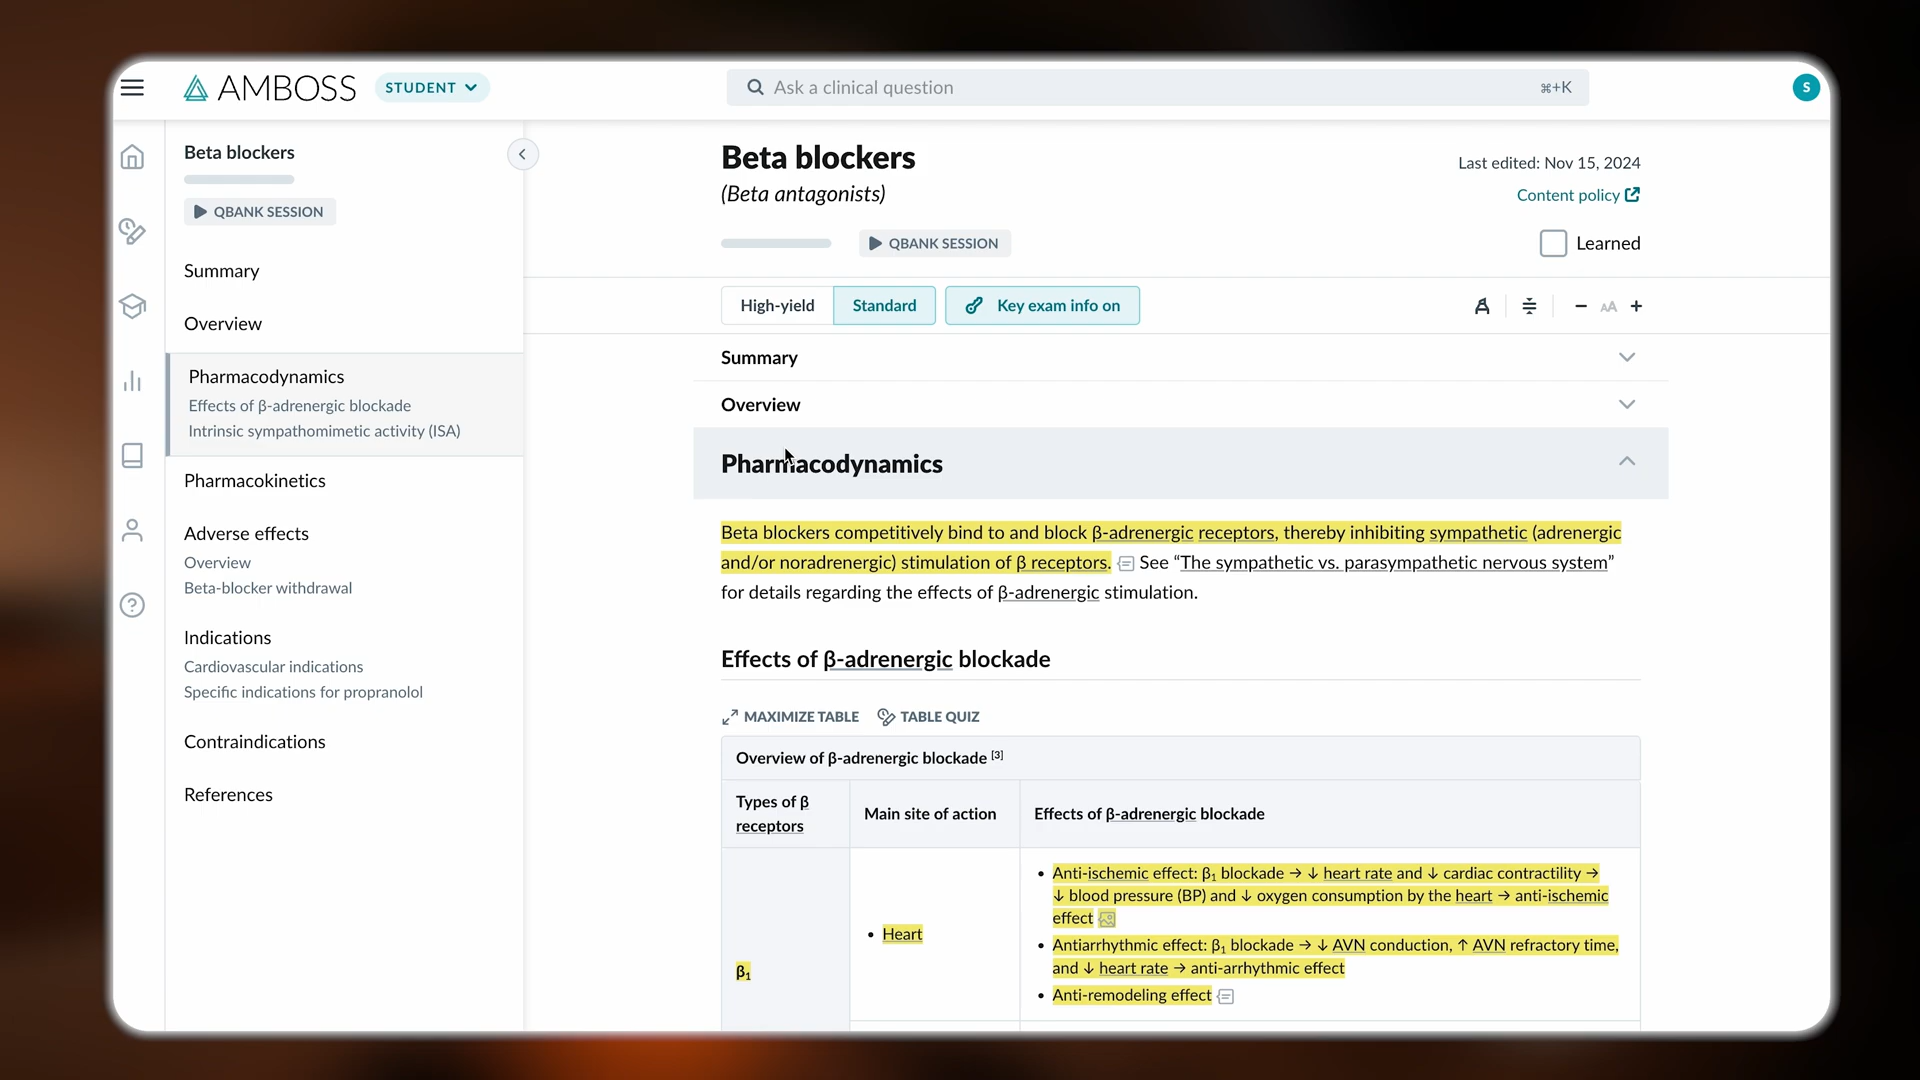 AMBOSS
STUDENT
Ask a clinical question
⌘+K
S
Beta blockers
QBANK SESSION
Summary
Overview
Pharmacodynamics
Effects of β-adrenergic blockade
Intrinsic sympathomimetic activity (ISA)
Pharmacokinetics
Adverse effects
Overview
Beta-blocker withdrawal
Indications
Cardiovascular indications
Specific indications for propranolol
Contraindications
References
Beta blockers
(Beta antagonists)
Last edited: Nov 15, 2024
Content policy
QBANK SESSION
Learned
High-yield
Standard
Key exam info on
AA
Summary
Overview
Pharmacodynamics
Beta blockers competitively bind to and block β-adrenergic receptors, thereby inhibiting sympathetic (adrenergic
and/or noradrenergic) stimulation of β receptors. See “The sympathetic vs. parasympathetic nervous system”
for details regarding the effects of β-adrenergic stimulation.
Effects of β-adrenergic blockade
MAXIMIZE TABLE
TABLE QUIZ
Overview of β-adrenergic blockade [3]
Types of β
receptors
Main site of action
Effects of β-adrenergic blockade
β₁
• Heart
• Anti-ischemic effect: β₁ blockade → ↓ heart rate and ↓ cardiac contractility →
↓ blood pressure (BP) and ↓ oxygen consumption by the heart → anti-ischemic
effect
• Antiarrhythmic effect: β₁ blockade → ↓ AVN conduction, ↑ AVN refractory time,
and ↓ heart rate → anti-arrhythmic effect
• Anti-remodeling effect